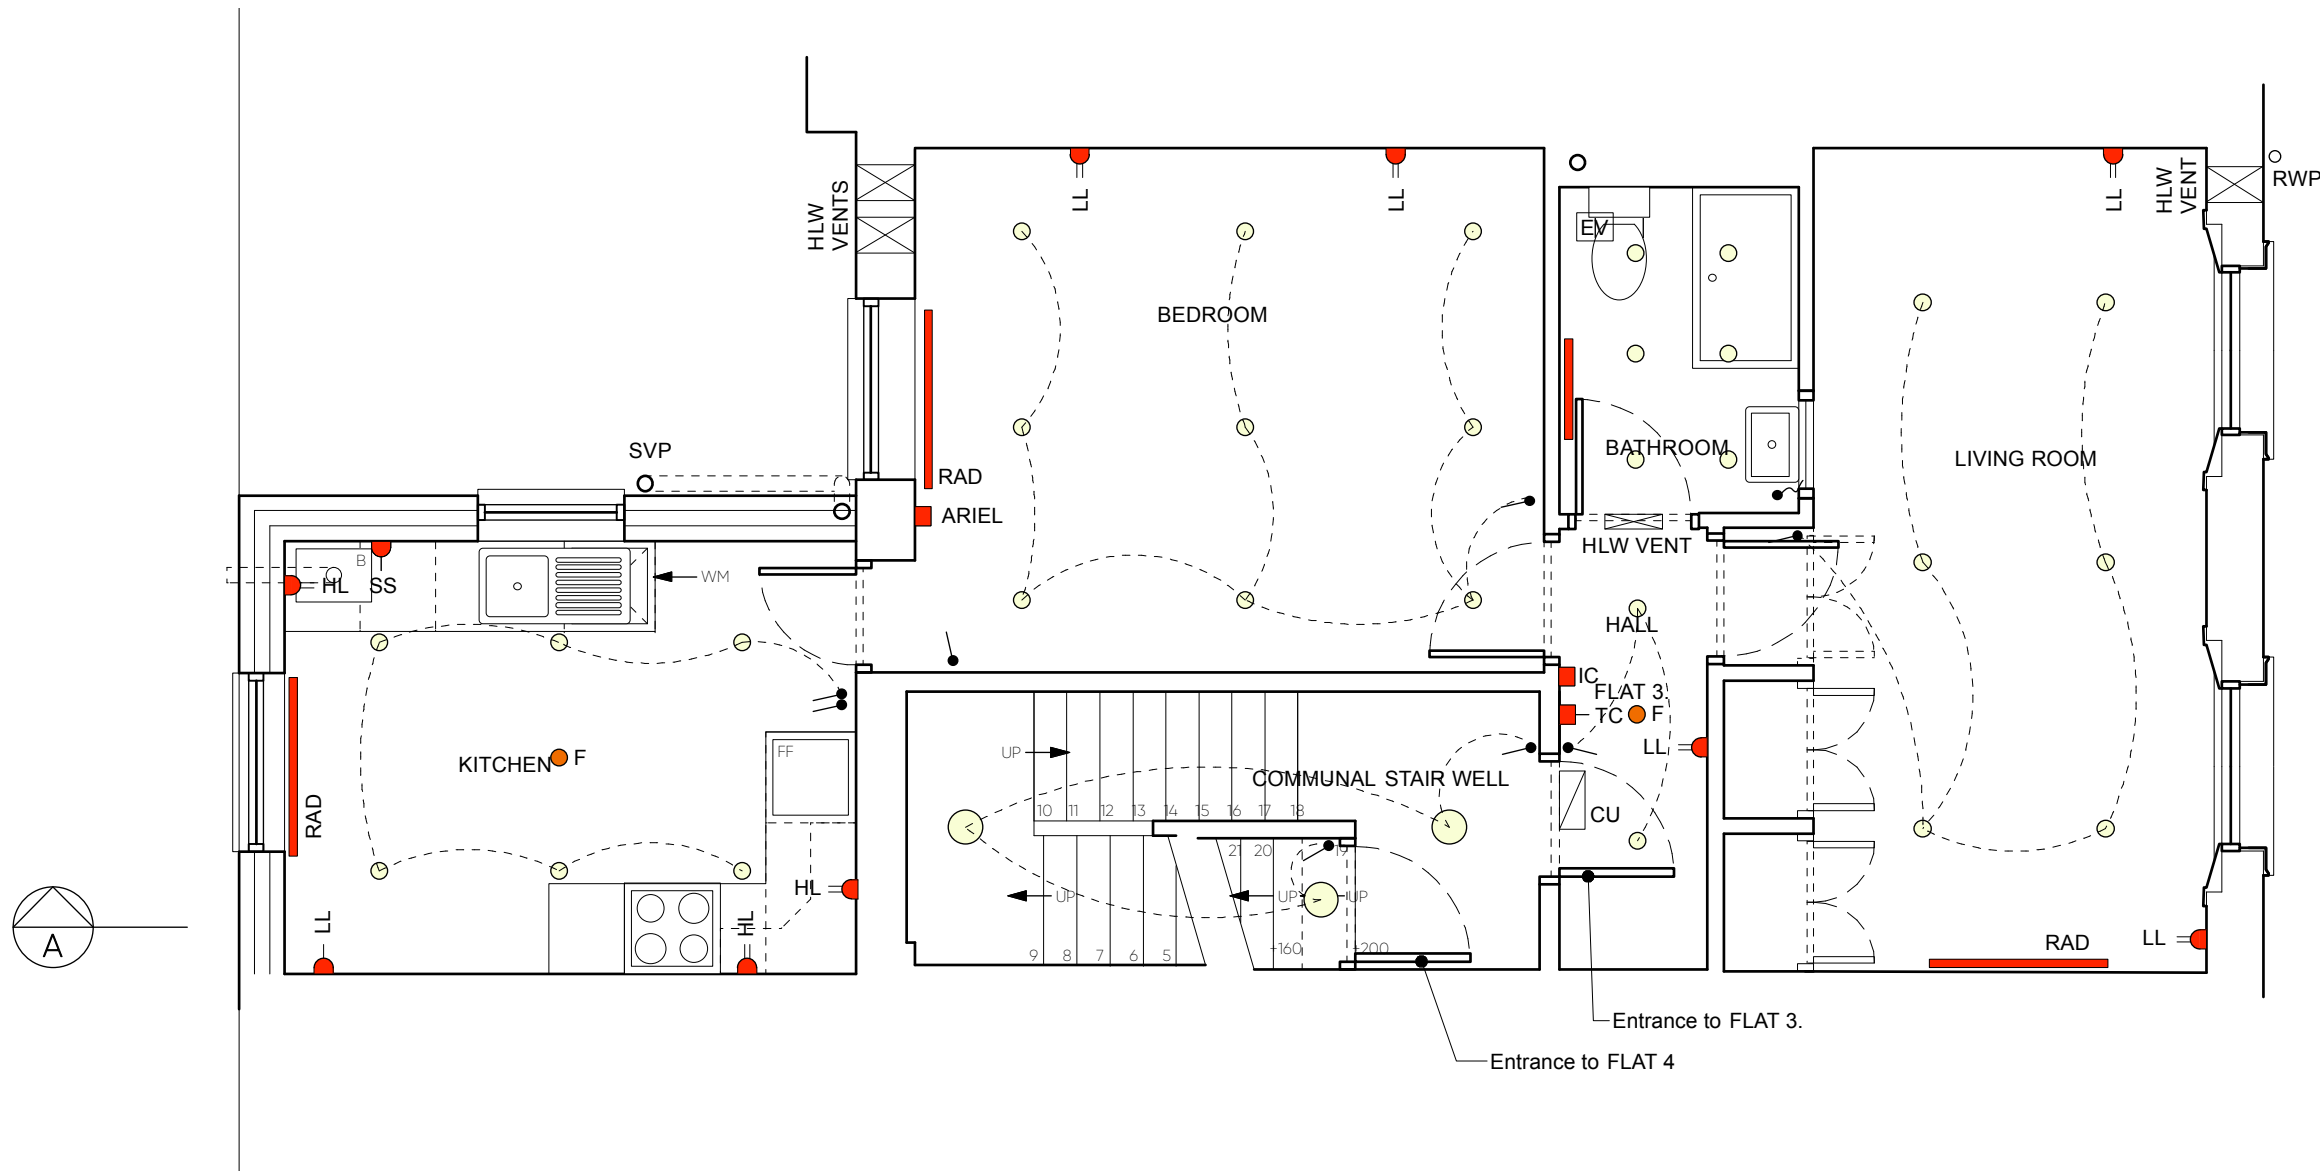 HLW
VENTS
LL
LL
BEDROOM
RAD
ARIEL
SVP
EV
BATHROOM
HLW VENT
LL
HLW
VENT
RWP
LIVING ROOM
RAD
LL
B
HL
SS
WM
KITCHEN
F
RAD
FF
HL
HL
LL
A
HALL
IC
FLAT 3.
TC
F
LL
CU
COMMUNAL STAIR WELL
UP
10
11
12
13
14
15
16
17
18
21
20
19
UP
UP
UP
9
8
7
6
5
+160
+200
Entrance to FLAT 3.
Entrance to FLAT 4